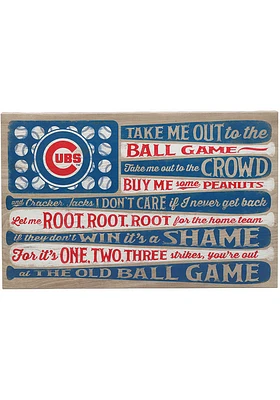 CUBS
TAKE ME OUT to the
BALL GAME
Take me out to the CROWD
BUY ME some PEANUTS
and Cracker Jacks I DON'T CARE if I never get back
Let me ROOT, ROOT, ROOT for the home team
If they don't WIN it's a SHAME
For it's ONE, TWO, THREE strikes, you're out
at THE OLD BALL GAME